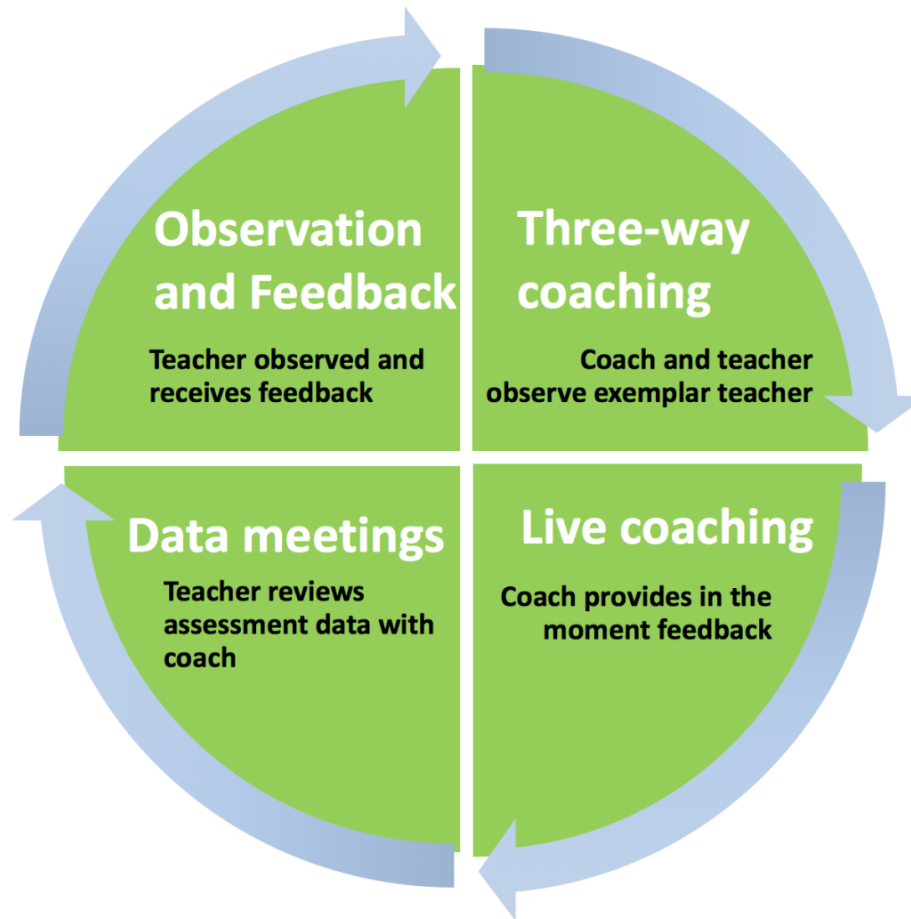 Observation
and Feedback
Teacher observed and
receives feedback
Three-way
coaching
Coach and teacher
observe exemplar teacher
Data meetings
Teacher reviews
assessment data with
coach
Live coaching
Coach provides in the
moment feedback